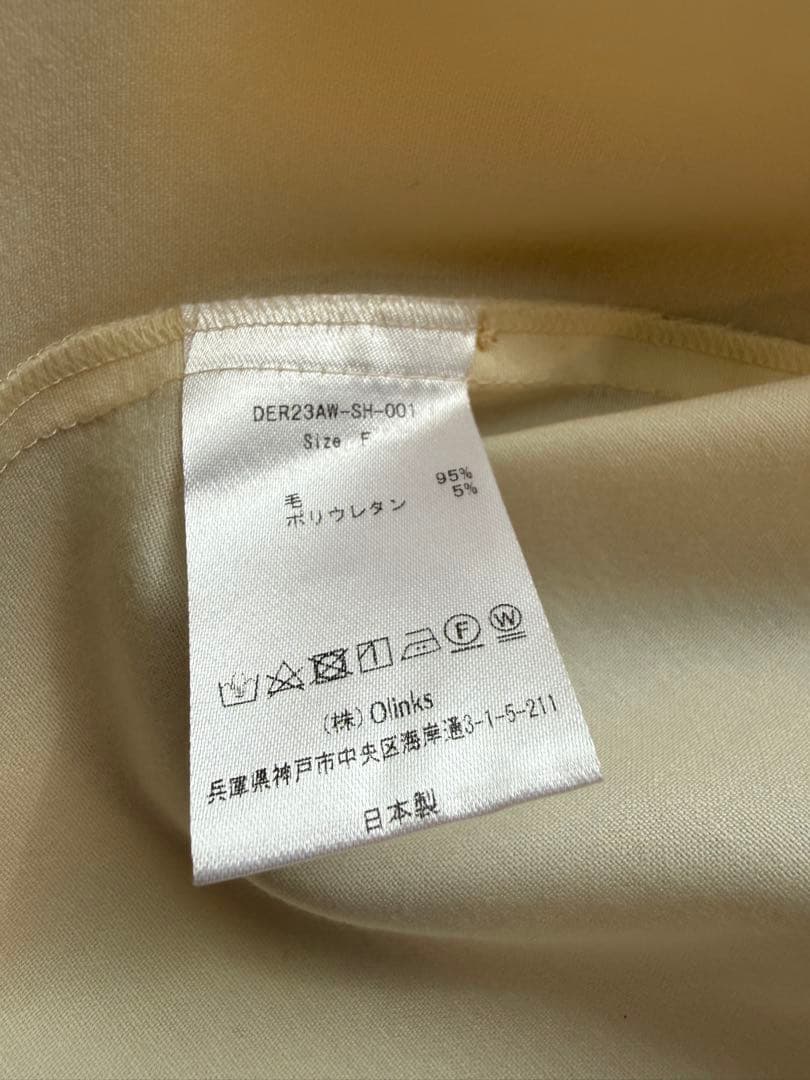 DER23AW-SH-001
Size F
毛 95%
ポリウレタン 5%
F W
(株) Olinks
兵庫県神戸市中央区海岸通3-1-5-211
日本製